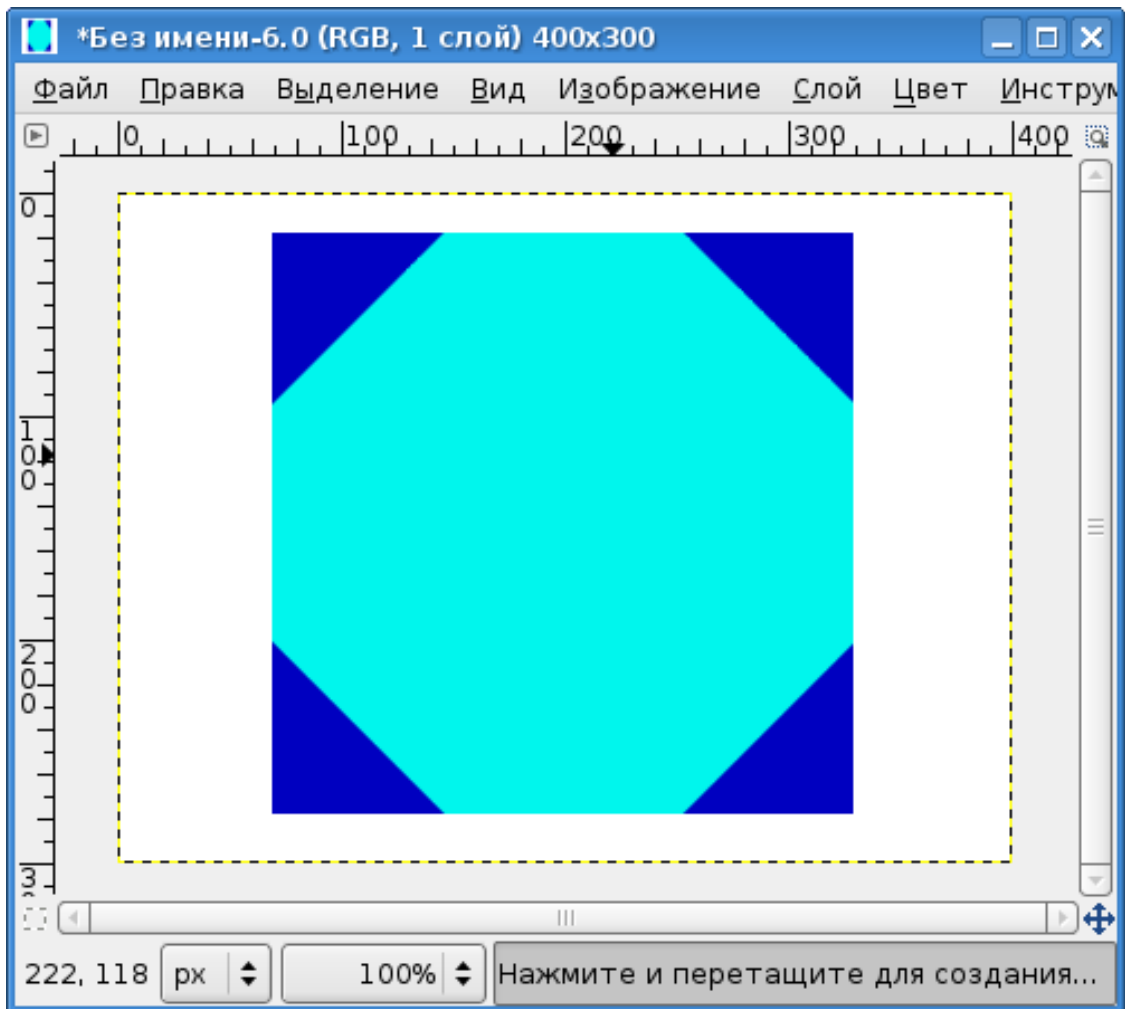 *Без имени-6.0 (RGB, 1 слой) 400x300
Файл Правка Выделение Вид Изображение Слой Цвет Инструм
0 100 200 300 400
0
100
200
3
222, 118 px 100% Нажмите и перетащите для создания...